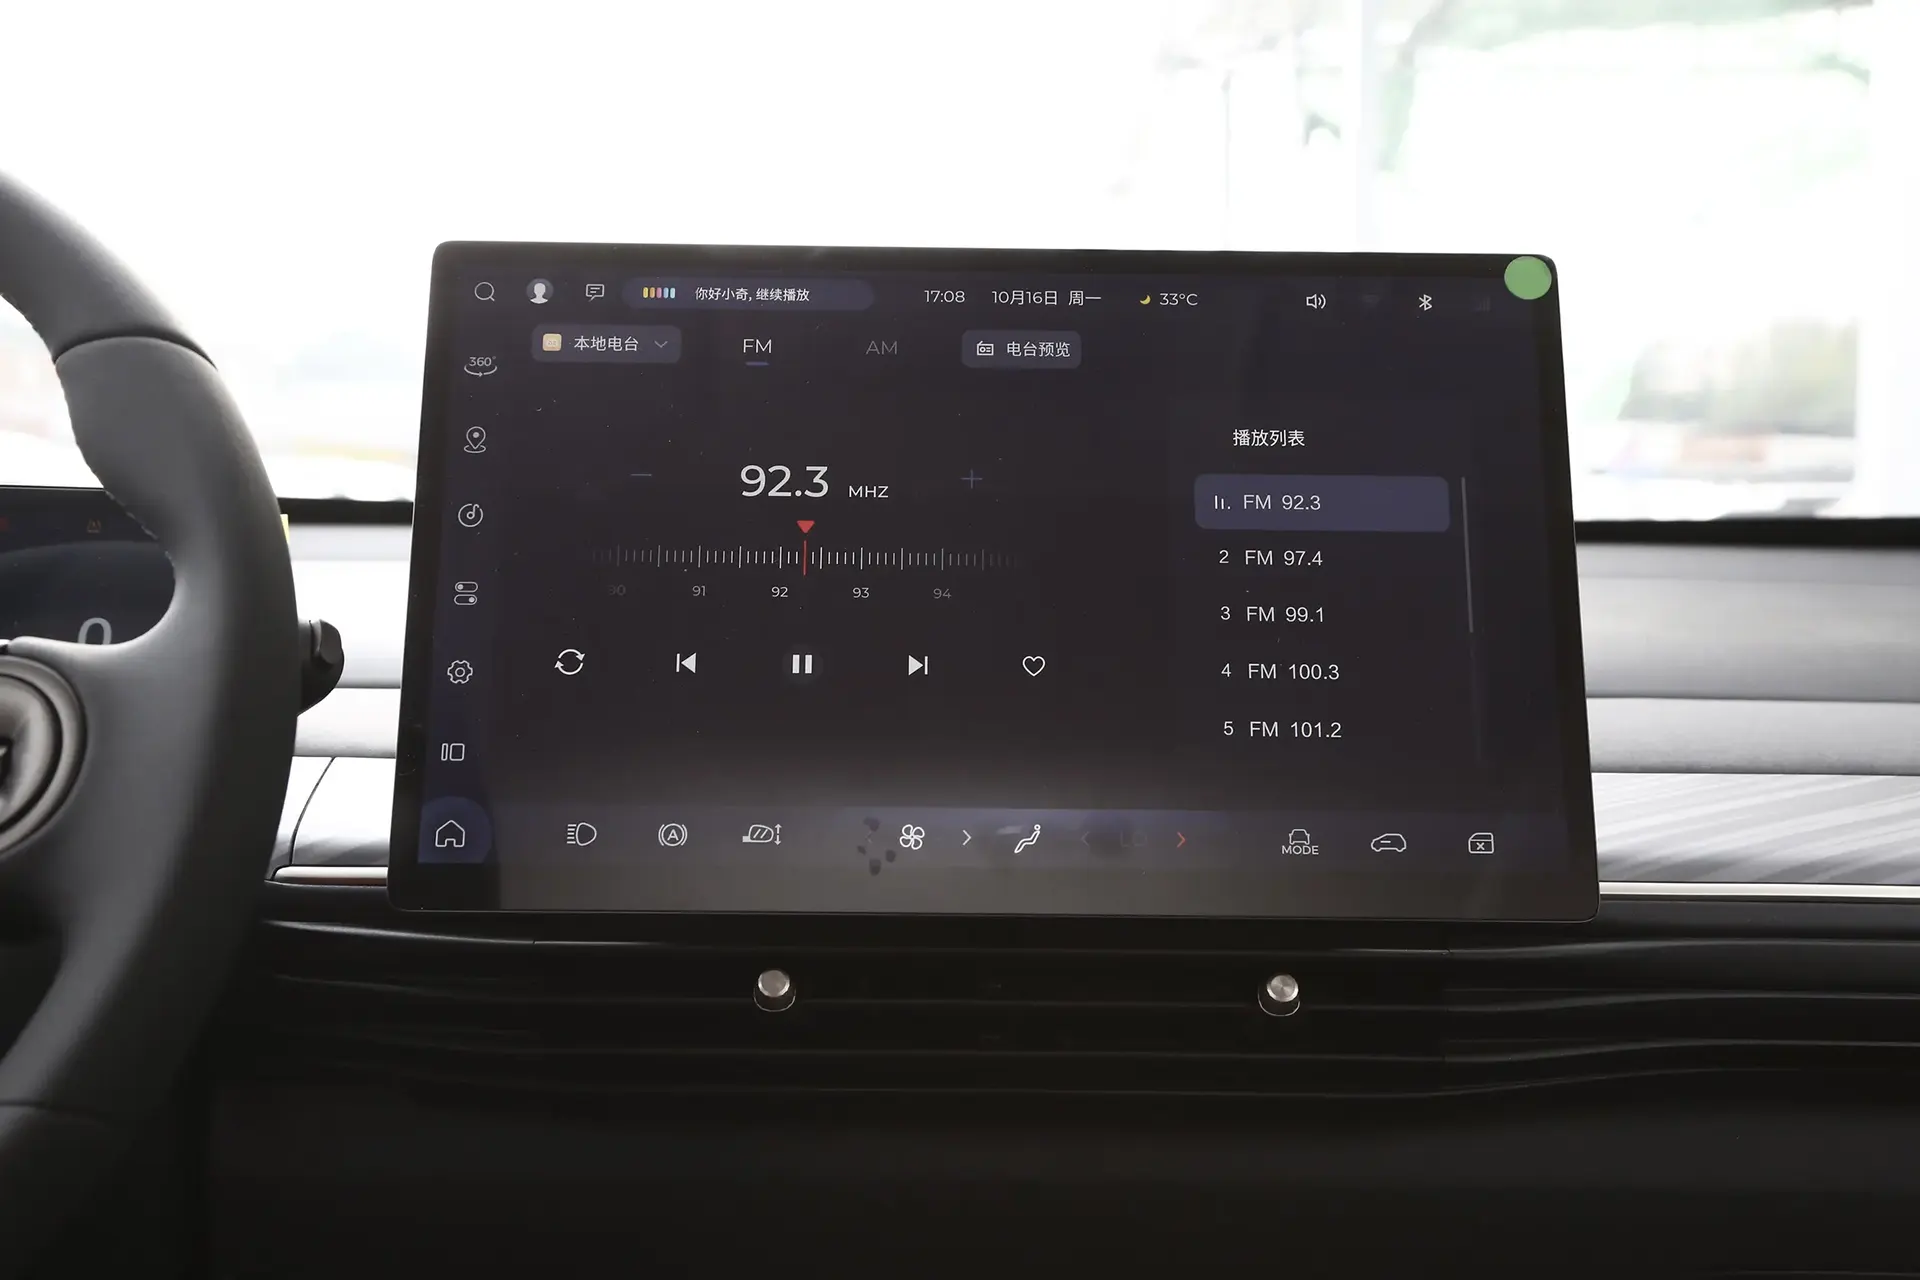 你好小奇, 继续播放
17:08 10月16日 周一 33°C
本地电台 FM AM 电台预览
360°
播放列表
92.3 MHZ
FM 92.3
2 FM 97.4
90 91 92 93 94
3 FM 99.1
4 FM 100.3
5 FM 101.2
A
LO
MODE
0